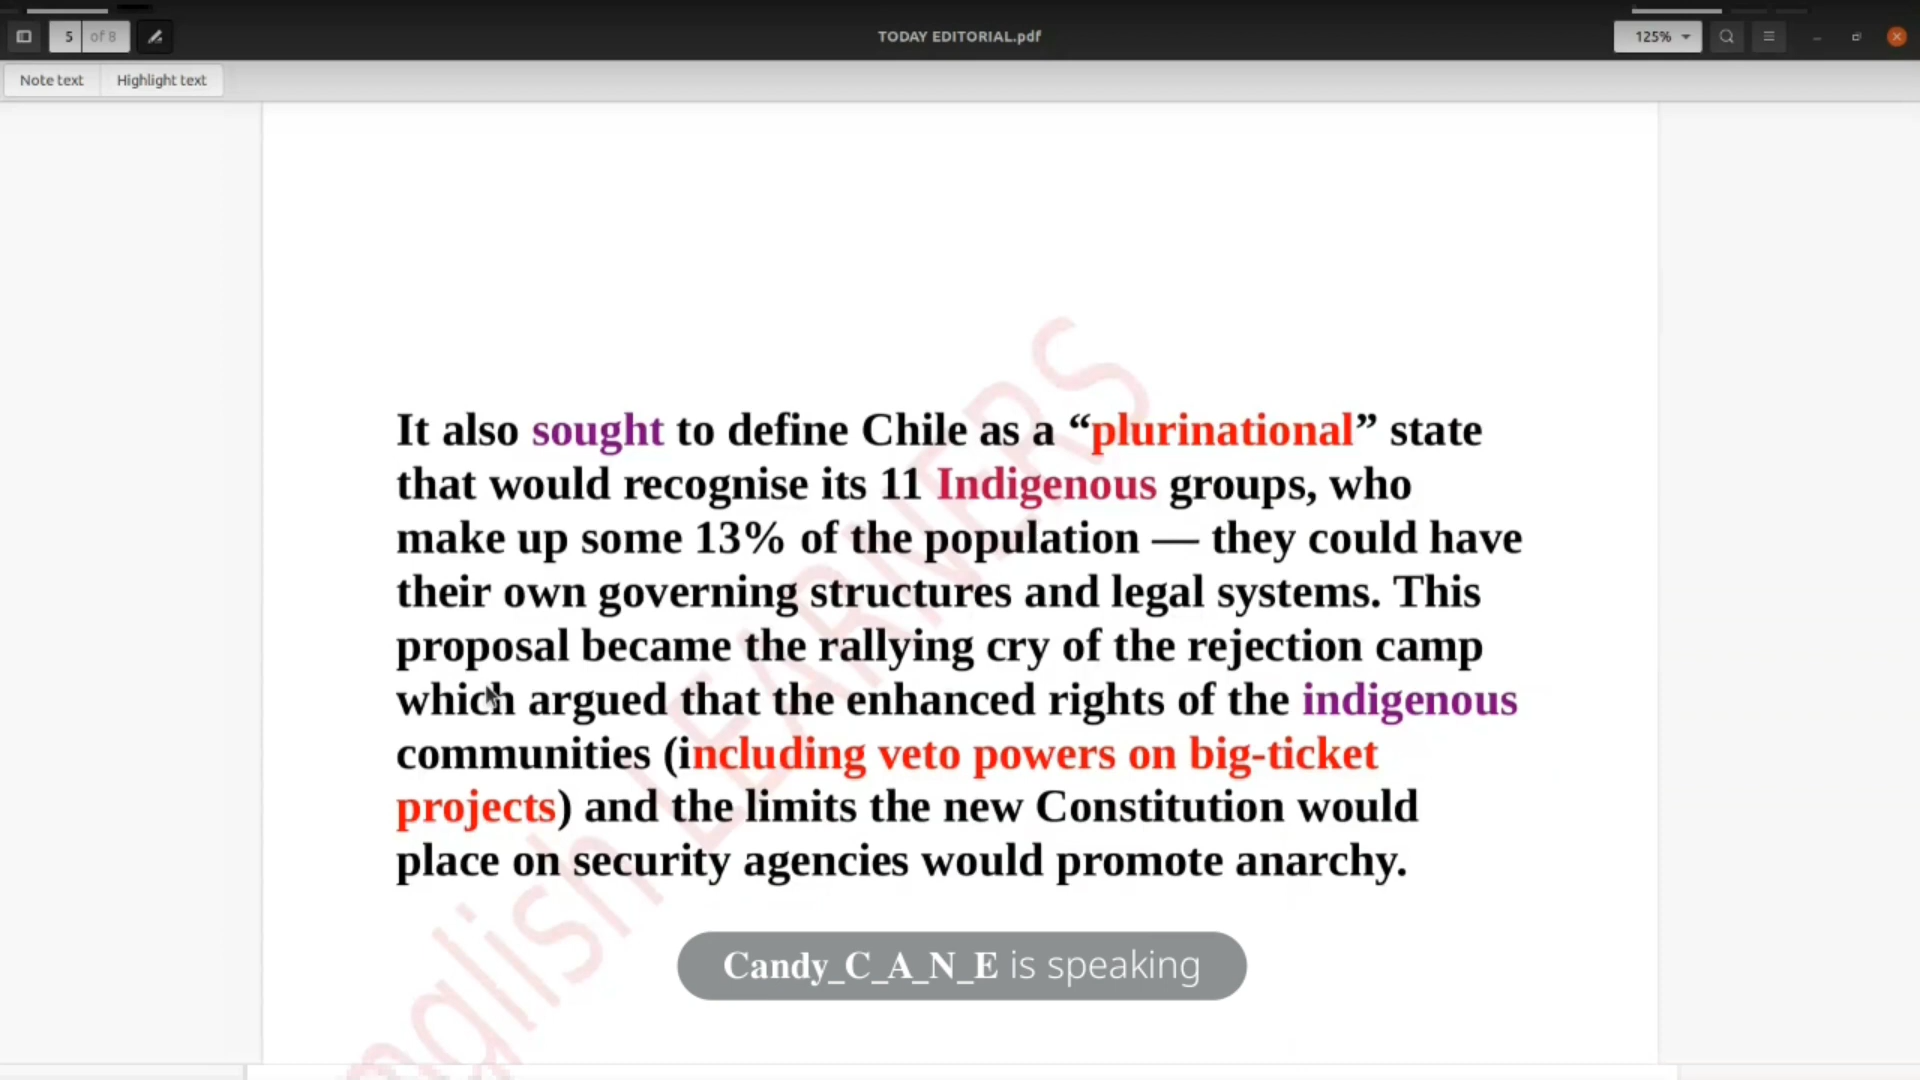 5 of 8
TODAY EDITORIAL.pdf
125%
Note text
Highlight text
It also sought to define Chile as a “plurinational” state
that would recognise its 11 Indigenous groups, who
make up some 13% of the population — they could have
their own governing structures and legal systems. This
proposal became the rallying cry of the rejection camp
which argued that the enhanced rights of the indigenous
communities (including veto powers on big-ticket
projects) and the limits the new Constitution would
place on security agencies would promote anarchy.
English LEARNERS
Candy_C_A_N_E is speaking